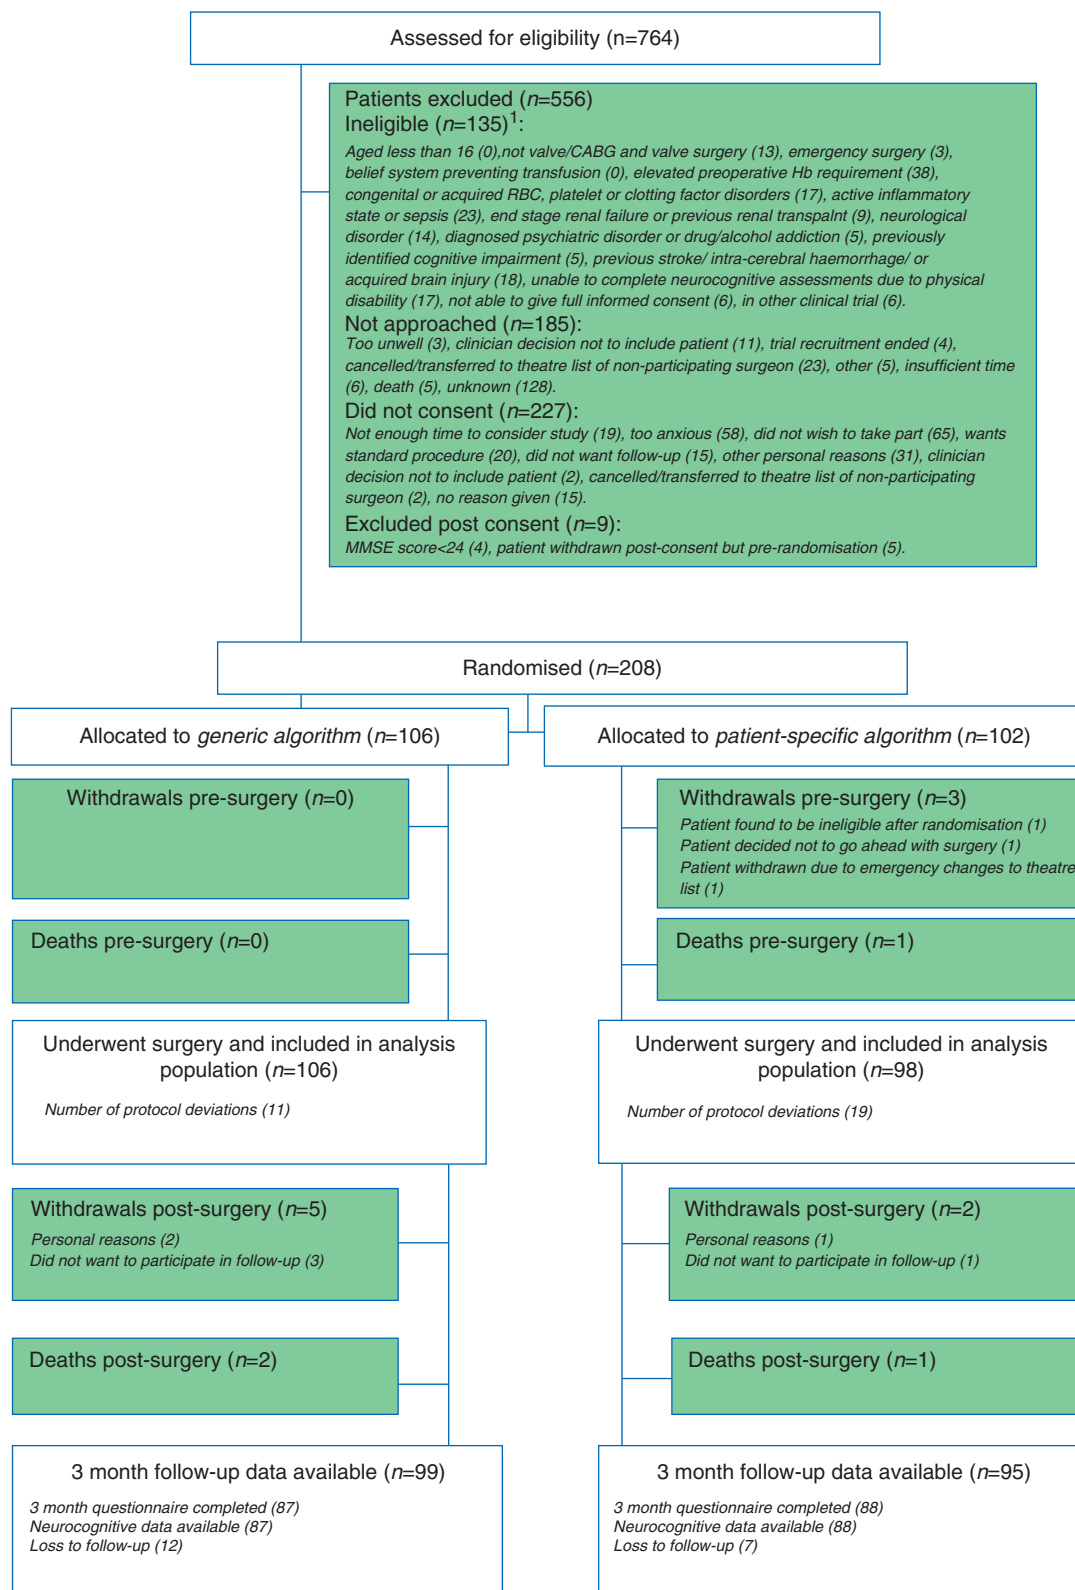 Assessed for eligibility (n=764)
Patients excluded (n=556)
Ineligible (n=135)1:
Aged less than 16 (0),not valve/CABG and valve surgery (13), emergency surgery (3),
belief system preventing transfusion (0), elevated preoperative Hb requirement (38),
congenital or acquired RBC, platelet or clotting factor disorders (17), active inflammatory
state or sepsis (23), end stage renal failure or previous renal transpalnt (9), neurological
disorder (14), diagnosed psychiatric disorder or drug/alcohol addiction (5), previously
identified cognitive impairment (5), previous stroke/ intra-cerebral haemorrhage/ or
acquired brain injury (18), unable to complete neurocognitive assessments due to physical
disability (17), not able to give full informed consent (6), in other clinical trial (6).
Not approached (n=185):
Too unwell (3), clinician decision not to include patient (11), trial recruitment ended (4),
cancelled/transferred to theatre list of non-participating surgeon (23), other (5), insufficient time
(6), death (5), unknown (128).
Did not consent (n=227):
Not enough time to consider study (19), too anxious (58), did not wish to take part (65), wants
standard procedure (20), did not want follow-up (15), other personal reasons (31), clinician
decision not to include patient (2), cancelled/transferred to theatre list of non-participating
surgeon (2), no reason given (15).
Excluded post consent (n=9):
MMSE score<24 (4), patient withdrawn post-consent but pre-randomisation (5).
Randomised (n=208)
Allocated to generic algorithm (n=106)
Allocated to patient-specific algorithm (n=102)
Withdrawals pre-surgery (n=0)
Withdrawals pre-surgery (n=3)
Patient found to be ineligible after randomisation (1)
Patient decided not to go ahead with surgery (1)
Patient withdrawn due to emergency changes to theatre
list (1)
Deaths pre-surgery (n=0)
Deaths pre-surgery (n=1)
Underwent surgery and included in analysis
population (n=106)
Number of protocol deviations (11)
Underwent surgery and included in analysis
population (n=98)
Number of protocol deviations (19)
Withdrawals post-surgery (n=5)
Personal reasons (2)
Did not want to participate in follow-up (3)
Withdrawals post-surgery (n=2)
Personal reasons (1)
Did not want to participate in follow-up (1)
Deaths post-surgery (n=2)
Deaths post-surgery (n=1)
3 month follow-up data available (n=99)
3 month questionnaire completed (87)
Neurocognitive data available (87)
Loss to follow-up (12)
3 month follow-up data available (n=95)
3 month questionnaire completed (88)
Neurocognitive data available (88)
Loss to follow-up (7)